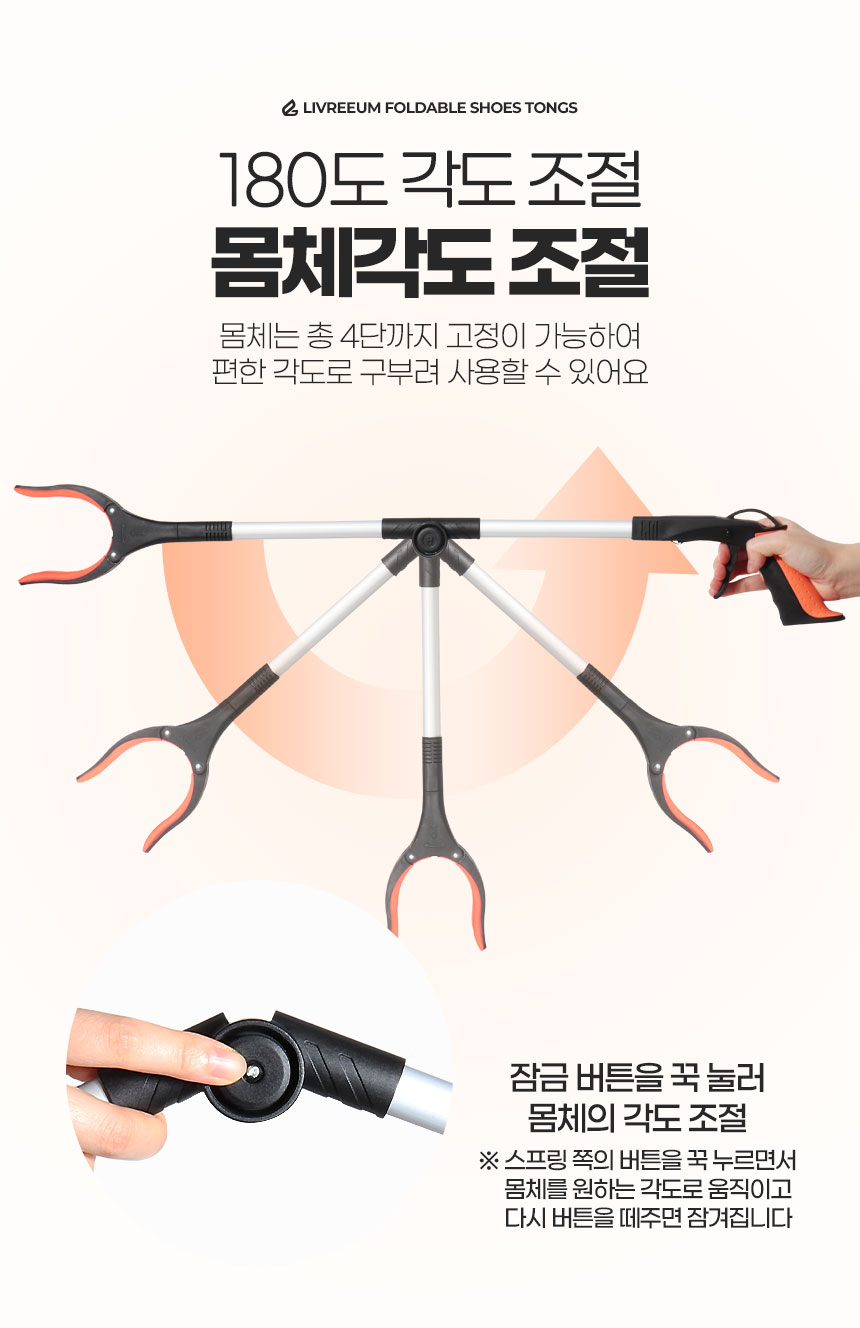 LIVREEUM FOLDABLE SHOES TONGS
180도 각도 조절
몸체각도 조절
몸체는 총 4단까지 고정이 가능하여
편한 각도로 구부려 사용할 수 있어요
잠금 버튼을 꾹 눌러
몸체의 각도 조절
※ 스프링 쪽의 버튼을 꾹 누르면서
몸체를 원하는 각도로 움직이고
다시 버튼을 떼주면 잠겨집니다